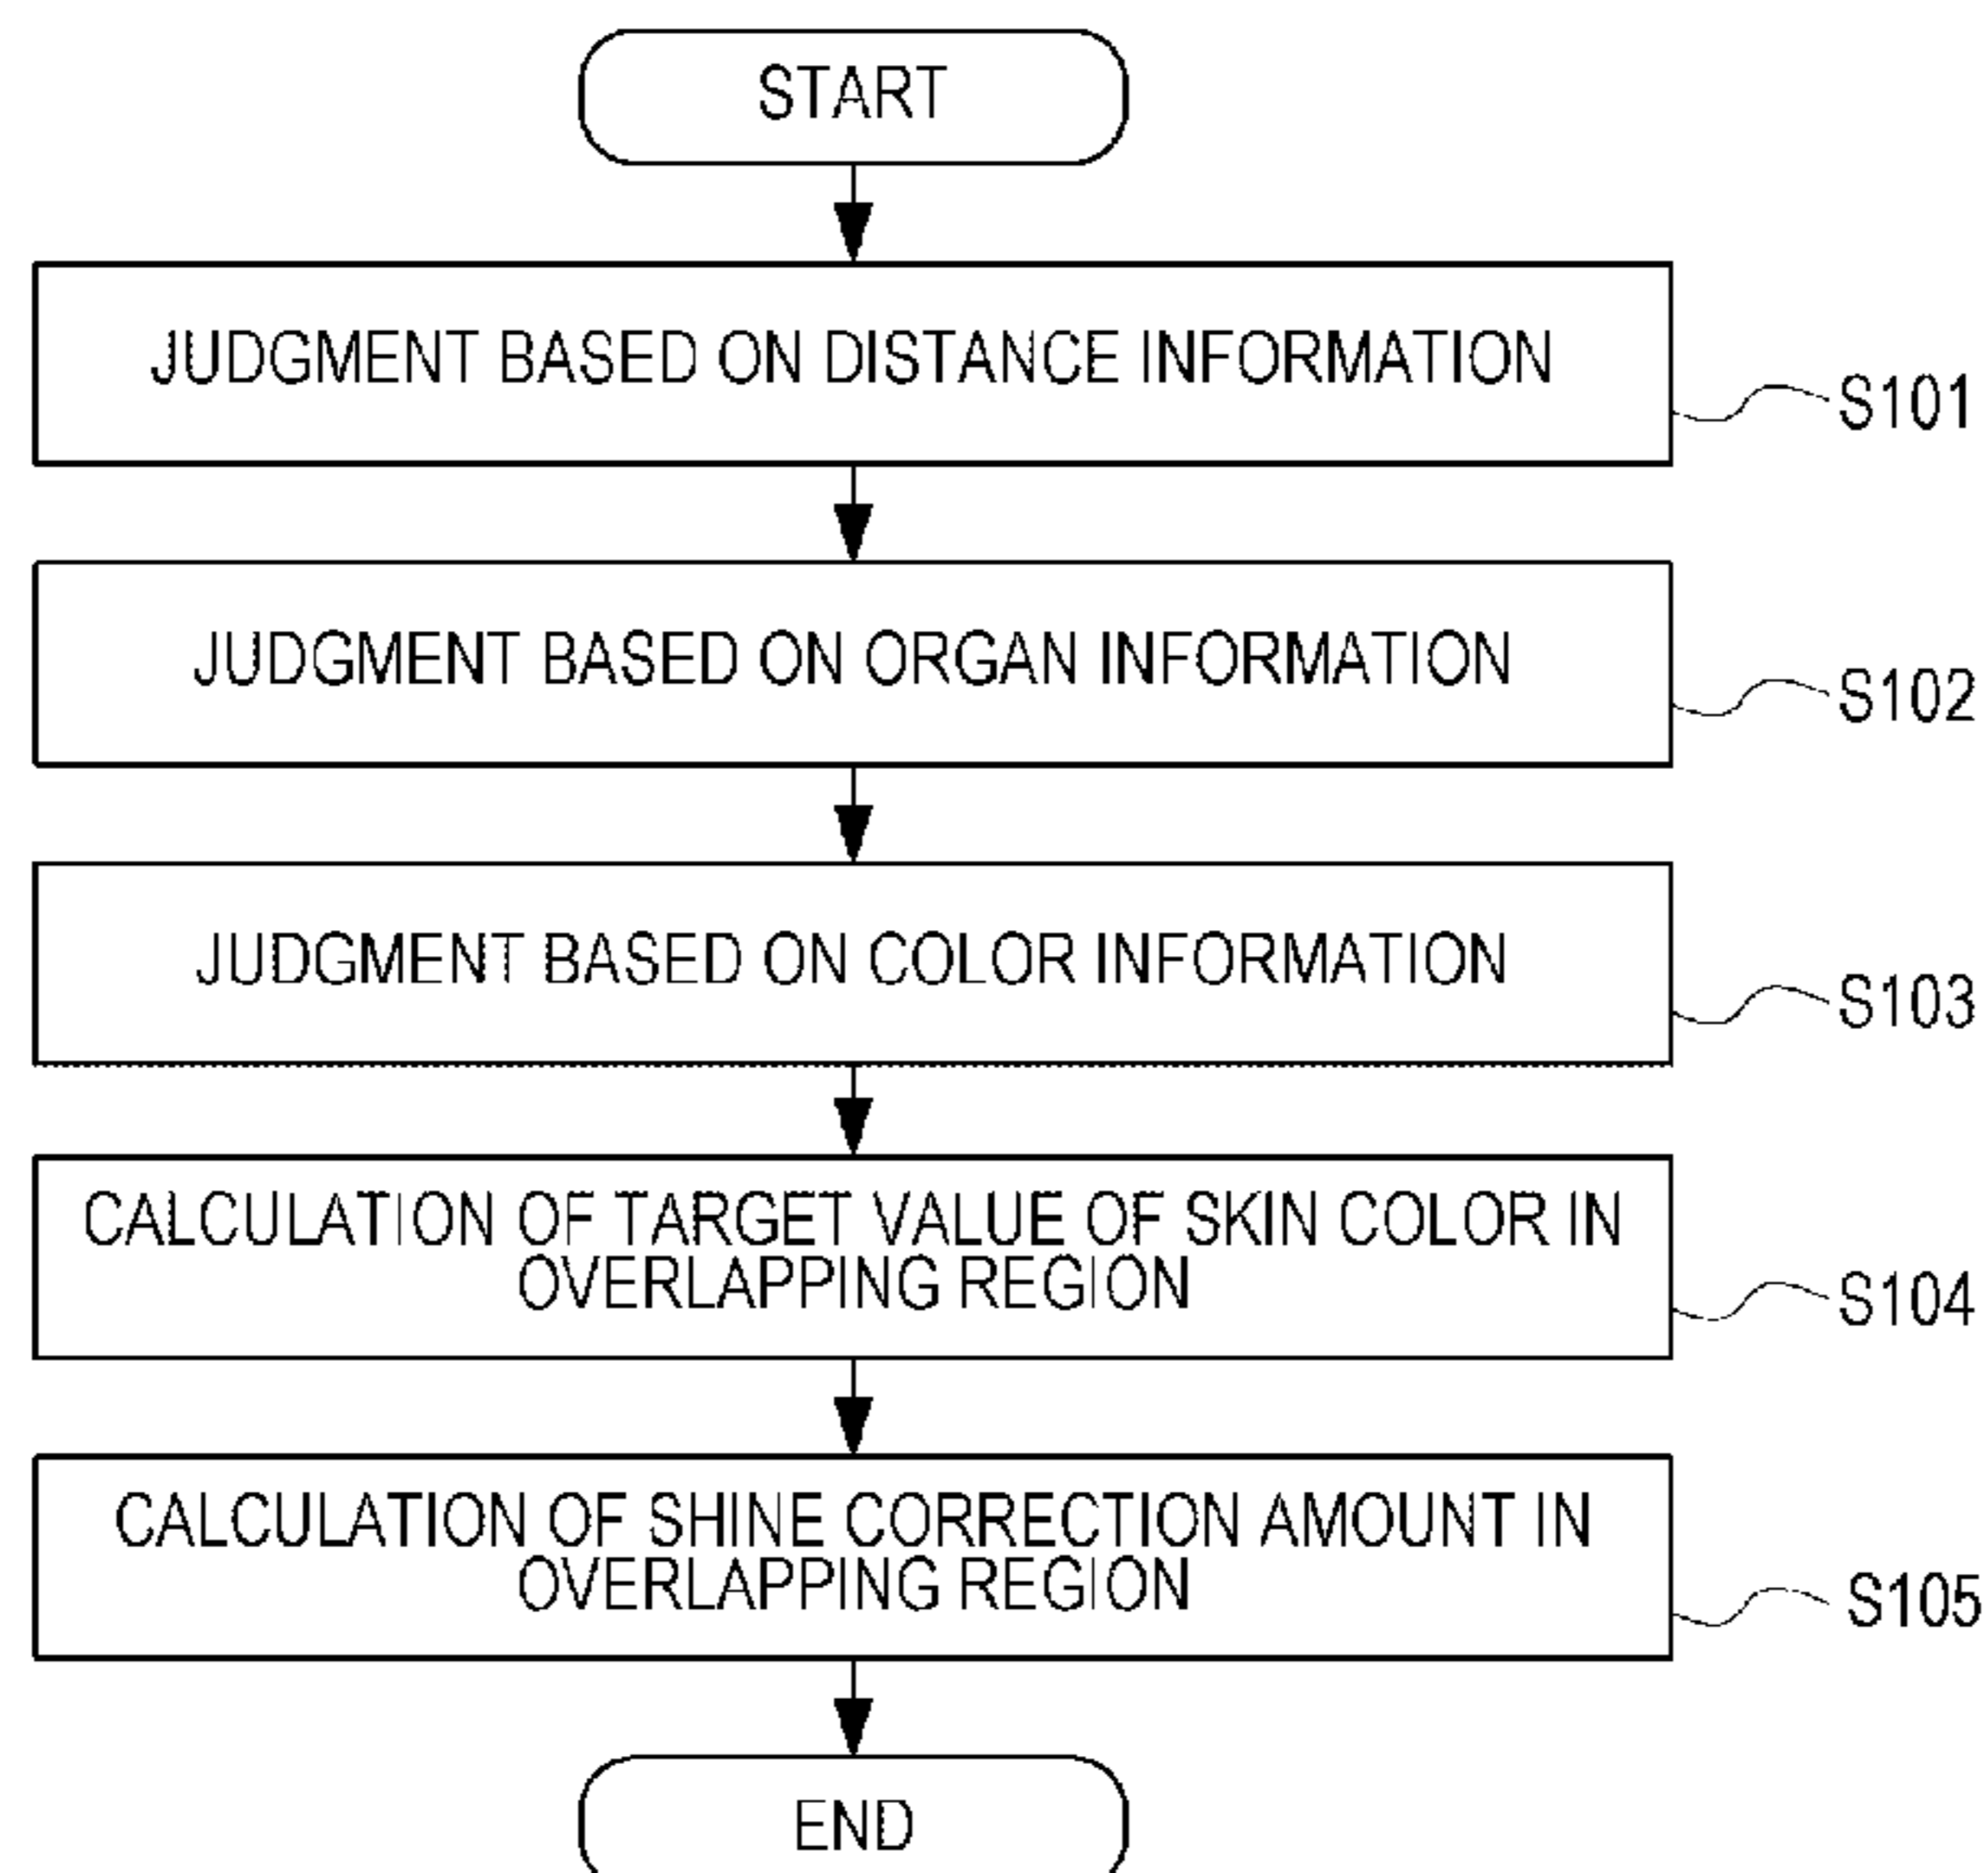 START
JUDGMENT BASED ON DISTANCE INFORMATION
S101
JUDGMENT BASED ON ORGAN INFORMATION
S102
JUDGMENT BASED ON COLOR INFORMATION
S103
CALCULATION OF TARGET VALUE OF SKIN COLOR IN
OVERLAPPING REGION
S104
CALCULATION OF SHINE CORRECTION AMOUNT IN
OVERLAPPING REGION
S105
END